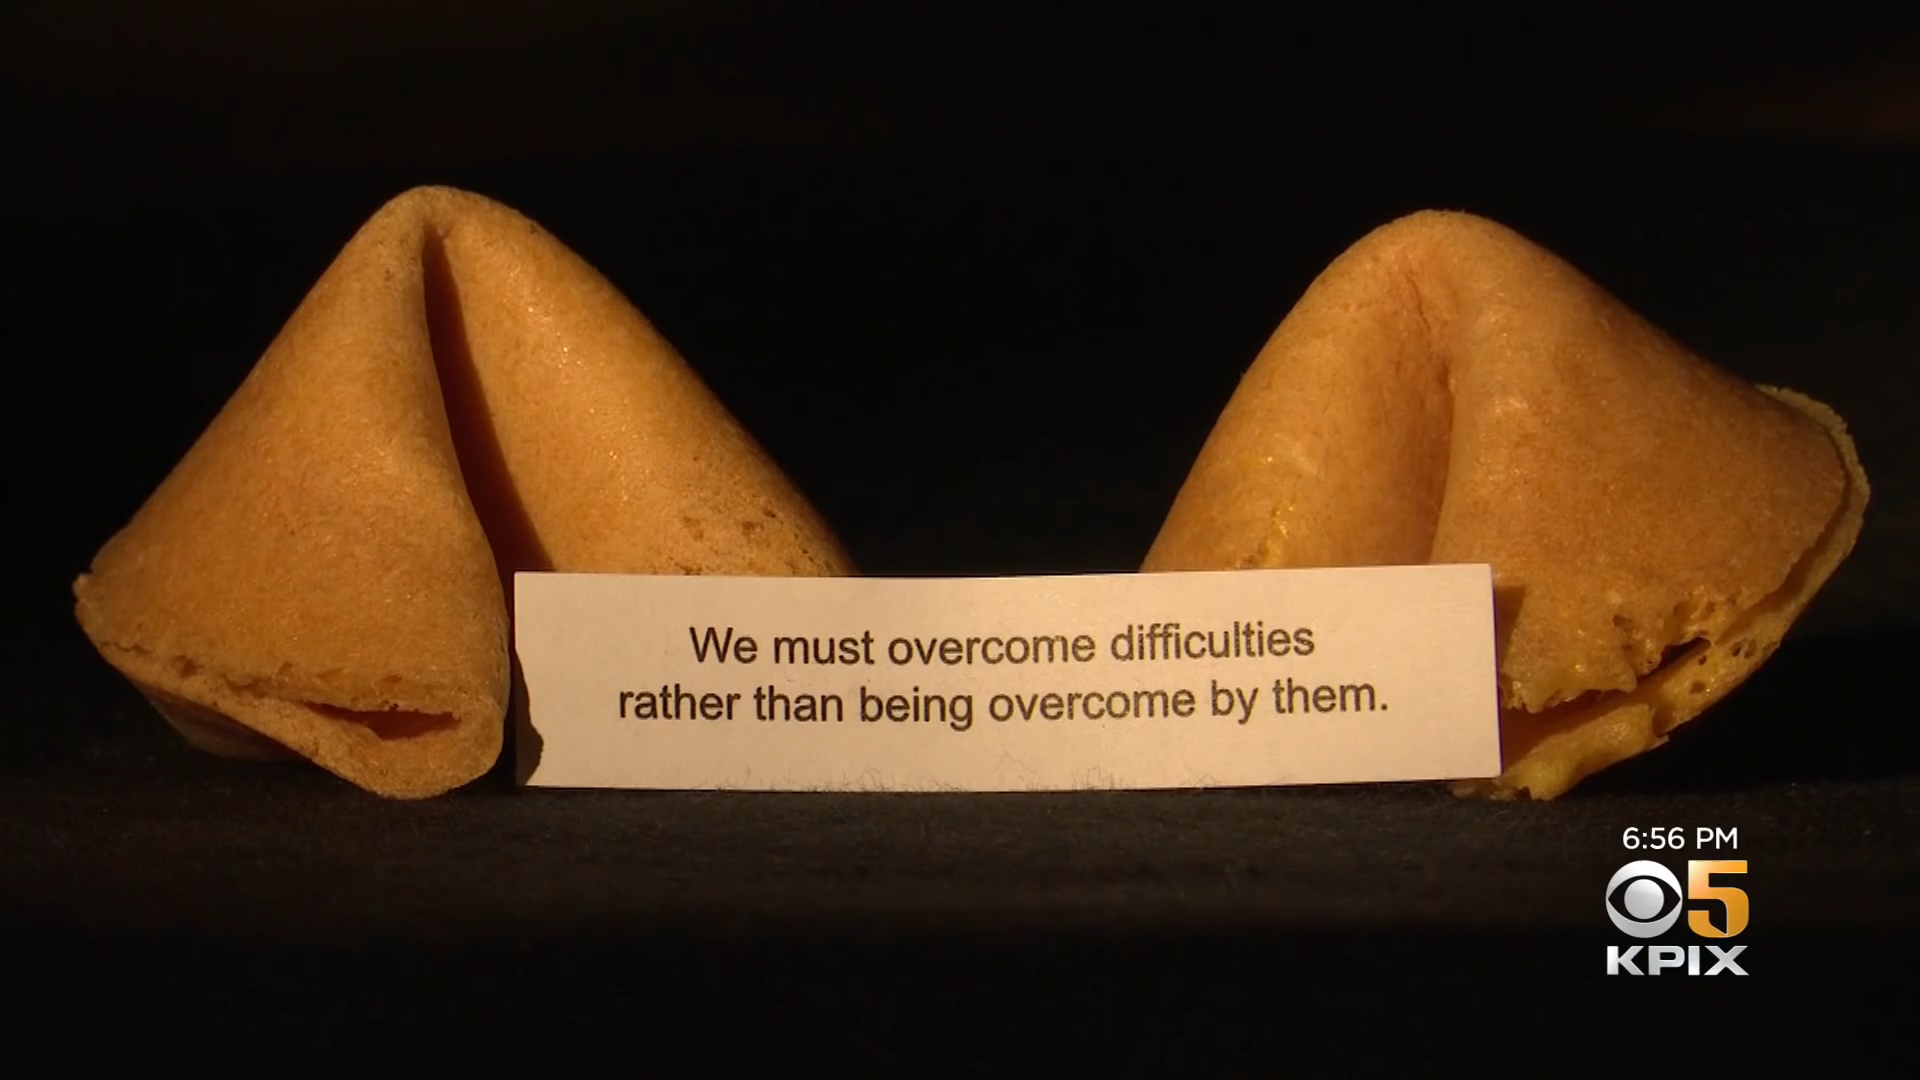 We must overcome difficulties
rather than being overcome by them.
6:56 PM
5
KPIX